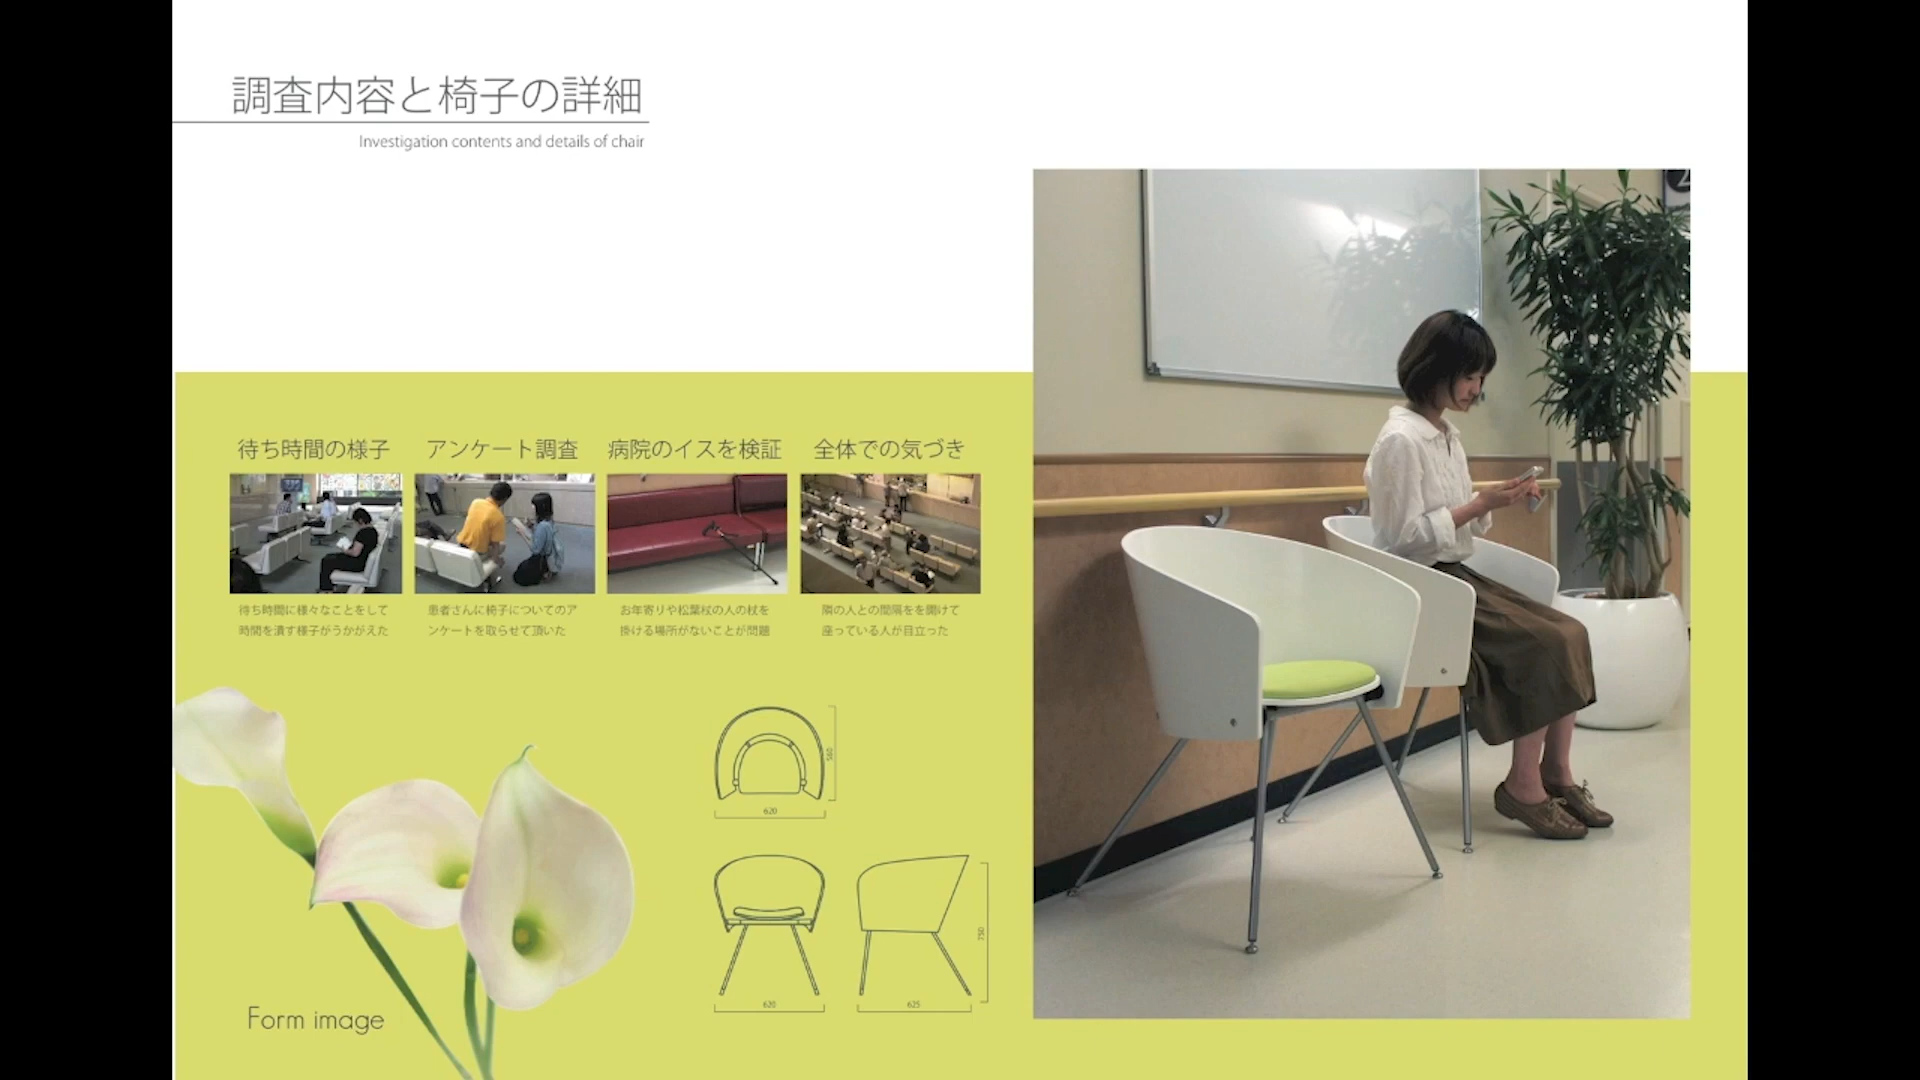 調査内容と椅子の詳細
Investigation contents and details of chair
待ち時間の様子
アンケート調査
病院のイスを検証
全体での気づき
待ち時間に様々なことをして
時間を潰す様子がうかがえた
患者さんに椅子についてのア
ンケートを取らせて頂いた
お年寄りや松葉杖の人の杖を
掛ける場所がないことが問題
隣の人との間隔をを開けて
座っている人が目立った
620
620
625
750
Form image